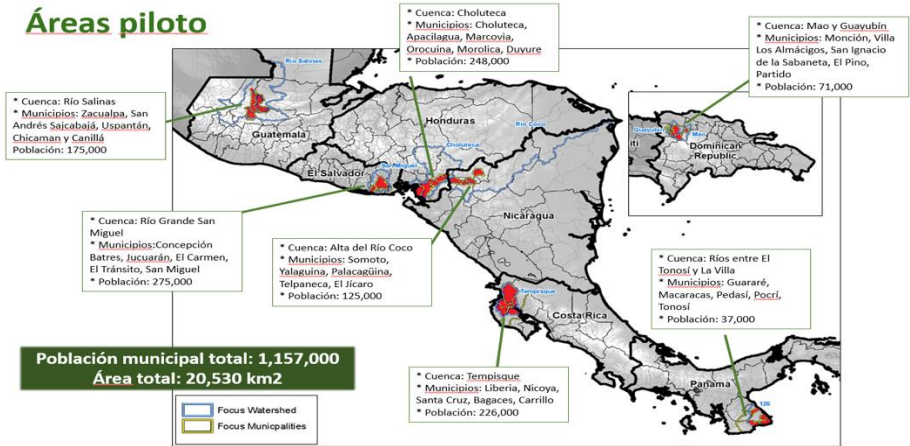 Áreas piloto
* Cuenca: Choluteca
* Municipios: Choluteca,
Apacilagua, Marcovia,
Orocuina, Morolica, Duyure
* Población: 248,000
* Cuenca: Mao y Guayubín
* Municipios: Monción, Villa
Los Almácigos, San Ignacio
de la Sabaneta, El Pino,
Partido
* Población: 71,000
* Cuenca: Río Salinas
* Municipios: Zacualpa, San
Andrés Sajcabajá, Uspantán,
Chicaman y Canillá
Población: 175,000
Río Salinas
Guatemala
Honduras
Río Coco
Choluteca
El Salvador
San Miguel
Nicaragua
Guayubín
Mao
iti
Dominican
Republic
* Cuenca: Río Grande San
Miguel
* Municipios:Concepción
Batres, Jucuarán, El Carmen,
El Tránsito, San Miguel
* Población: 275,000
* Cuenca: Alta del Río Coco
* Municipios: Somoto,
Yalaguina, Palacagüina,
Telpaneca, El Jícaro
* Población: 125,000
* Cuenca: Ríos entre El
Tonosí y La Villa
* Municipios: Guararé,
Macaracas, Pedasí, Pocrí,
Tonosí
* Población: 37,000
Tempisque
Costa Rica
Población municipal total: 1,157,000
Área total: 20,530 km2
* Cuenca: Tempisque
* Municipios: Liberia, Nicoya,
Santa Cruz, Bagaces, Carrillo
* Población: 226,000
Panama
126
Focus Watershed
Focus Municpalities